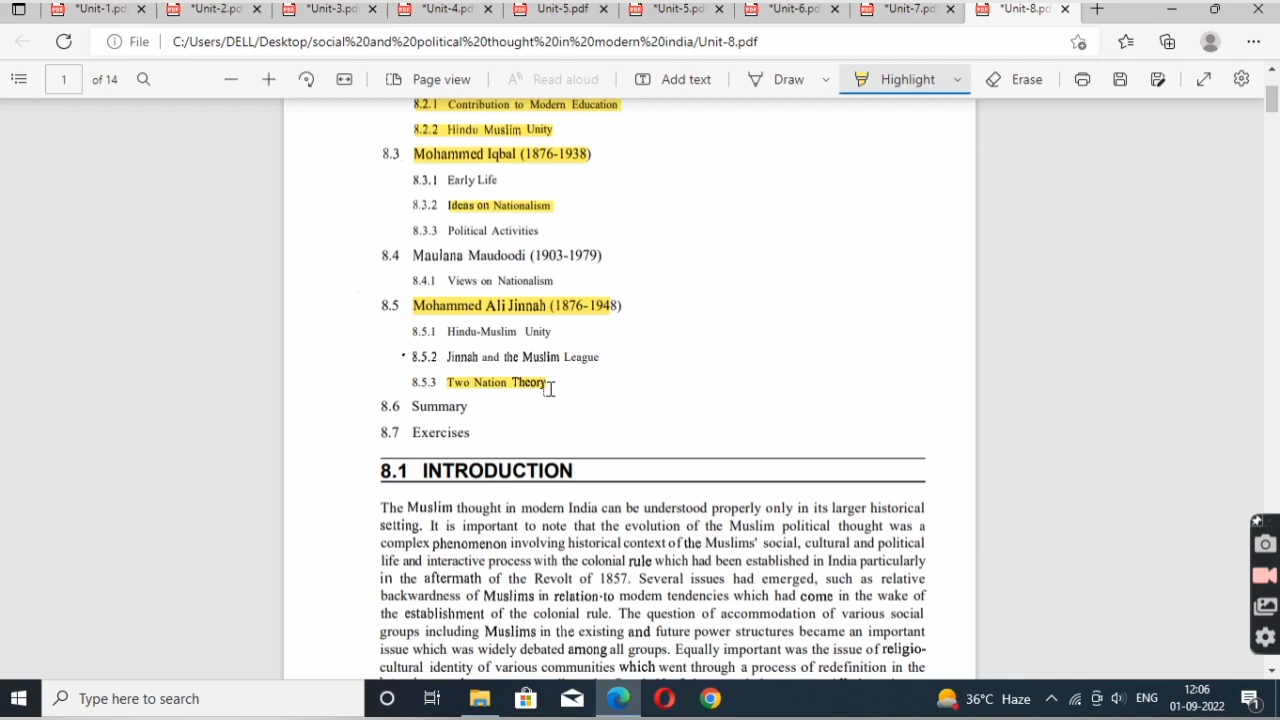 *Unit-1.pdf
*Unit-2.pdf
*Unit-3.pdf
*Unit-4.pdf
Unit-5.pdf
*Unit-5.pdf
*Unit-6.pdf
*Unit-7.pdf
*Unit-8.pdf
File C:/Users/DELL/Desktop/social%20and%20political%20thought%20in%20modern%20india/Unit-8.pdf
1 of 14 Page view Read aloud Add text Draw Highlight Erase
8.2.1 Contribution to Modern Education
8.2.2 Hindu Muslim Unity
8.3 Mohammed Iqbal (1876-1938)
8.3.1 Early Life
8.3.2 Ideas on Nationalism
8.3.3 Political Activities
8.4 Maulana Maudoodi (1903-1979)
8.4.1 Views on Nationalism
8.5 Mohammed Ali Jinnah (1876-1948)
8.5.1 Hindu-Muslim Unity
8.5.2 Jinnah and the Muslim League
8.5.3 Two Nation Theory
8.6 Summary
8.7 Exercises
8.1 INTRODUCTION
The Muslim thought in modern India can be understood properly only in its larger historical
setting. It is important to note that the evolution of the Muslim political thought was a
complex phenomenon involving historical context of the Muslims' social, cultural and political
life and interactive process with the colonial rule which had been established in India particularly
in the aftermath of the Revolt of 1857. Several issues had emerged, such as relative
backwardness of Muslims in relation·to modem tendencies which had come in the wake of
the establishment of the colonial rule. The question of accommodation of various social
groups including Muslims in the existing and future power structures became an important
issue which was widely debated among all groups. Equally important was the issue of religio-
cultural identity of various communities which went through a process of redefinition in the
Type here to search
36°C Haze
ENG
12:06
01-09-2022